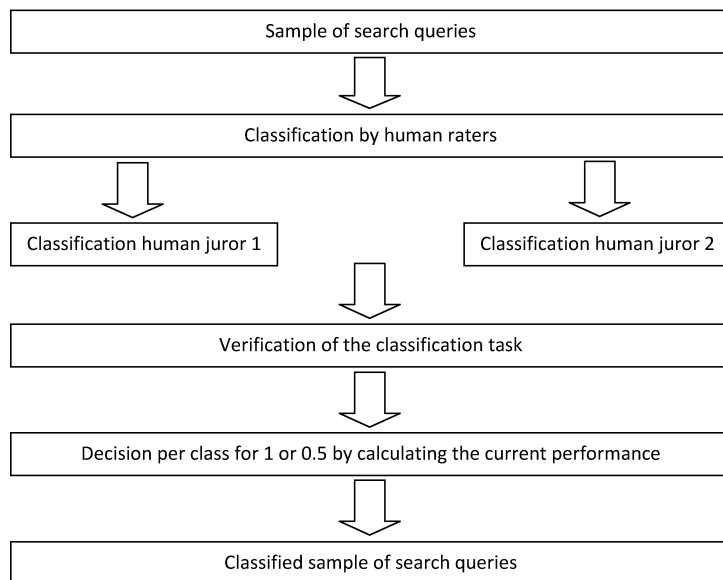 Sample of search queries
Classification by human raters
Classification human juror 1
Classification human juror 2
Verification of the classification task
Decision per class for 1 or 0.5 by calculating the current performance
Classified sample of search queries